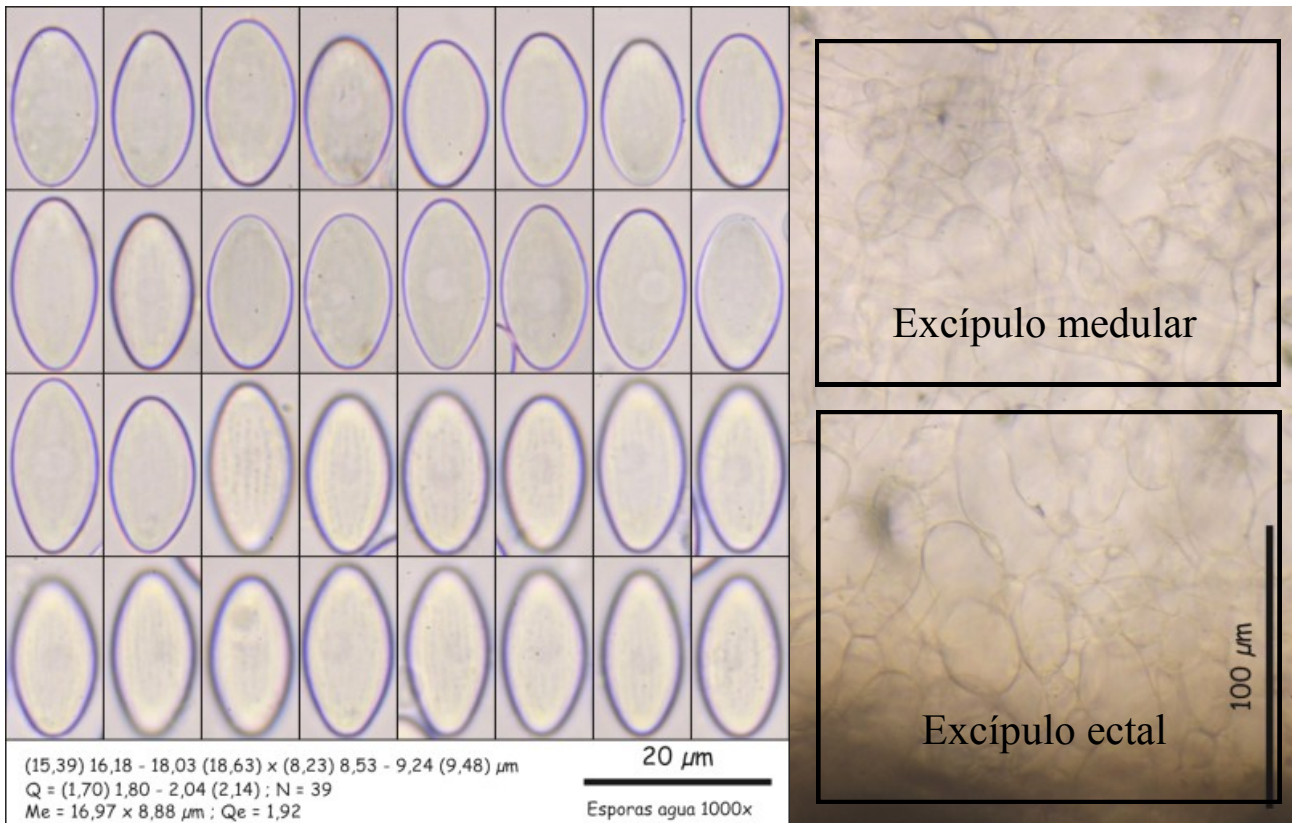 (15,39) 16,18 - 18,03 (18,63) x (8,23) 8,53 - 9,24 (9,48) µm
Q = (1,70) 1,80 - 2,04 (2,14) ; N = 39
Me = 16,97 x 8,88 µm ; Qe = 1,92
20 µm
Esporas agua 1000x
Excípulo medular
Excípulo ectal
100 µm